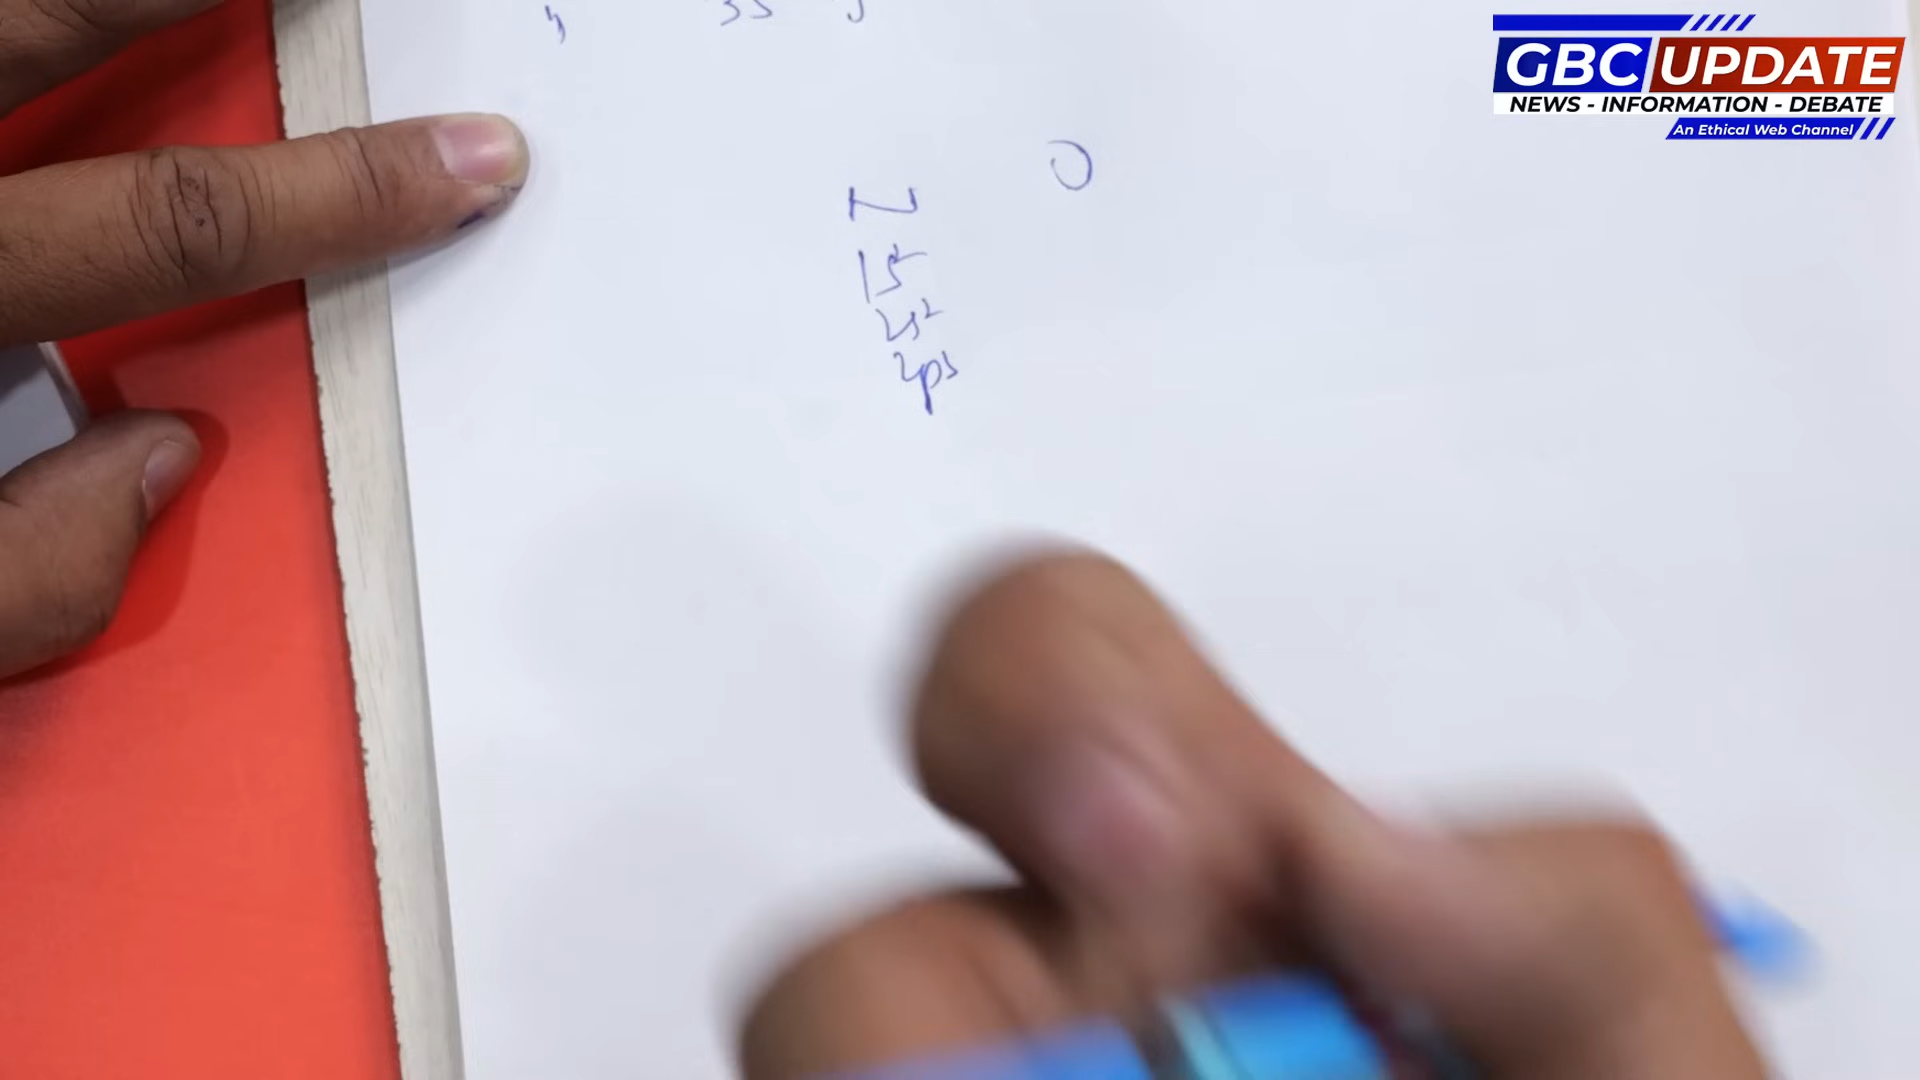 GBC UPDATE
NEWS - INFORMATION - DEBATE
An Ethical Web Channel
O
N
1s²
2s²
2p³